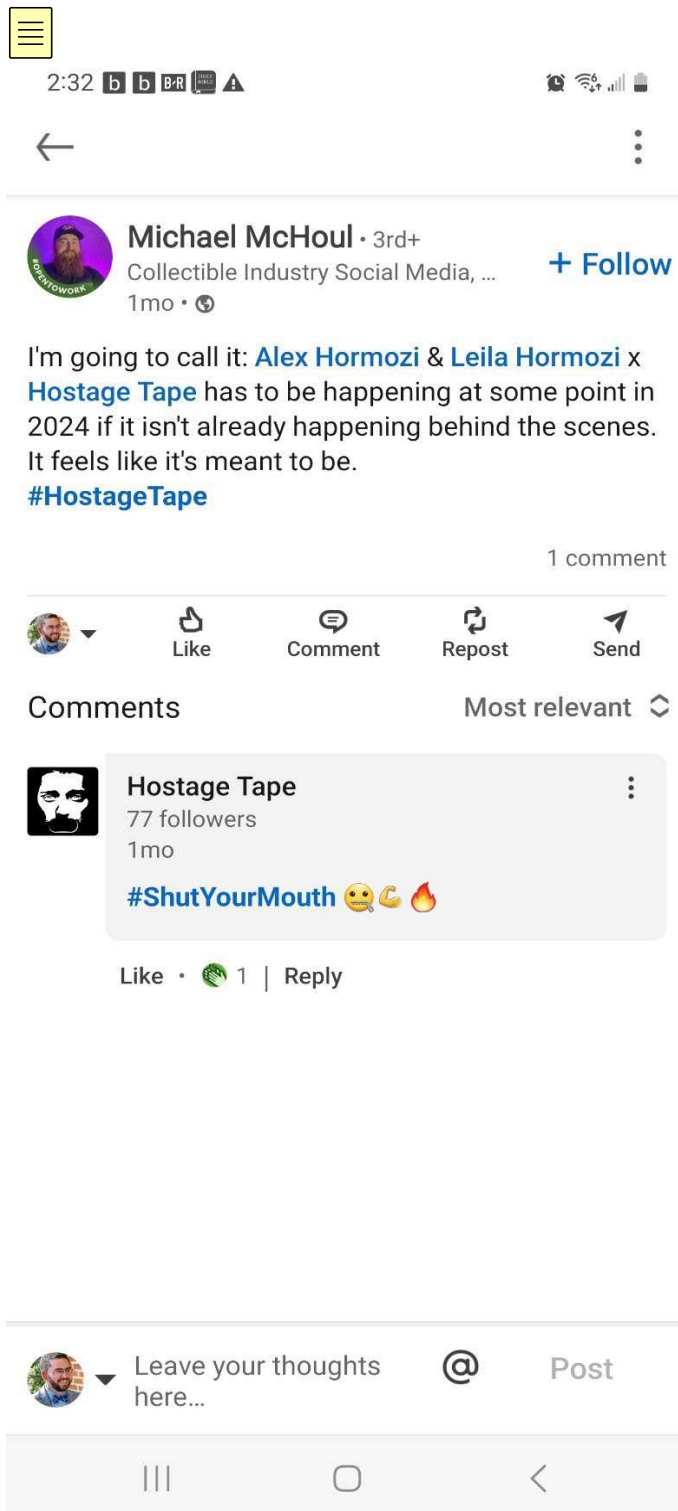 2:32
Michael McHoul • 3rd+
Collectible Industry Social Media, ...
+ Follow
1mo •
#OPENTOWORK
I'm going to call it: Alex Hormozi & Leila Hormozi x
Hostage Tape has to be happening at some point in
2024 if it isn't already happening behind the scenes.
It feels like it's meant to be.
#HostageTape
1 comment
Like
Comment
Repost
Send
Comments
Most relevant
Hostage Tape
77 followers
1mo
#ShutYourMouth 🤐💪🔥
Like • 1 | Reply
Leave your thoughts
here...
@
Post